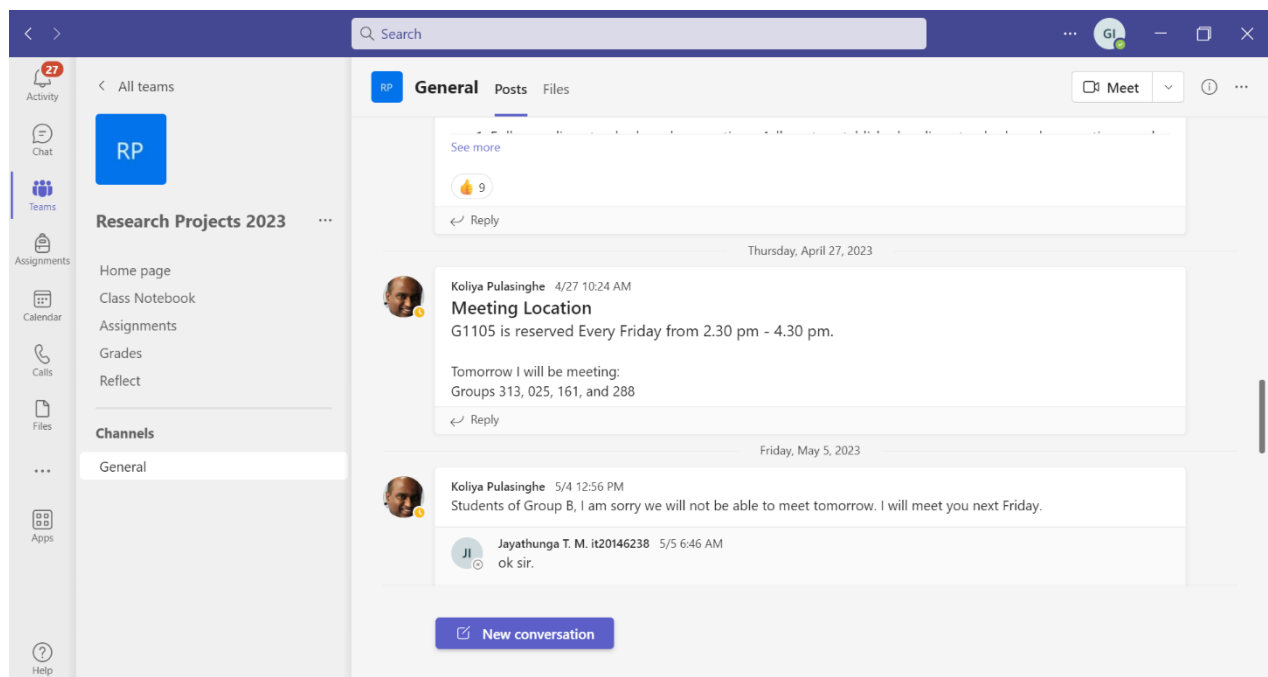 Search
GI
27
Activity
Chat
Teams
Assignments
Calendar
Calls
Files
Apps
Help
All teams
RP
Research Projects 2023
Home page
Class Notebook
Assignments
Grades
Reflect
Channels
General
RP
General Posts Files
Meet
See more
9
Reply
Thursday, April 27, 2023
Koliya Pulasinghe 4/27 10:24 AM
Meeting Location
G1105 is reserved Every Friday from 2.30 pm - 4.30 pm.
Tomorrow I will be meeting:
Groups 313, 025, 161, and 288
Reply
Friday, May 5, 2023
Koliya Pulasinghe 5/4 12:56 PM
Students of Group B, I am sorry we will not be able to meet tomorrow. I will meet you next Friday.
JI
Jayathunga T. M. it20146238 5/5 6:46 AM
ok sir.
New conversation